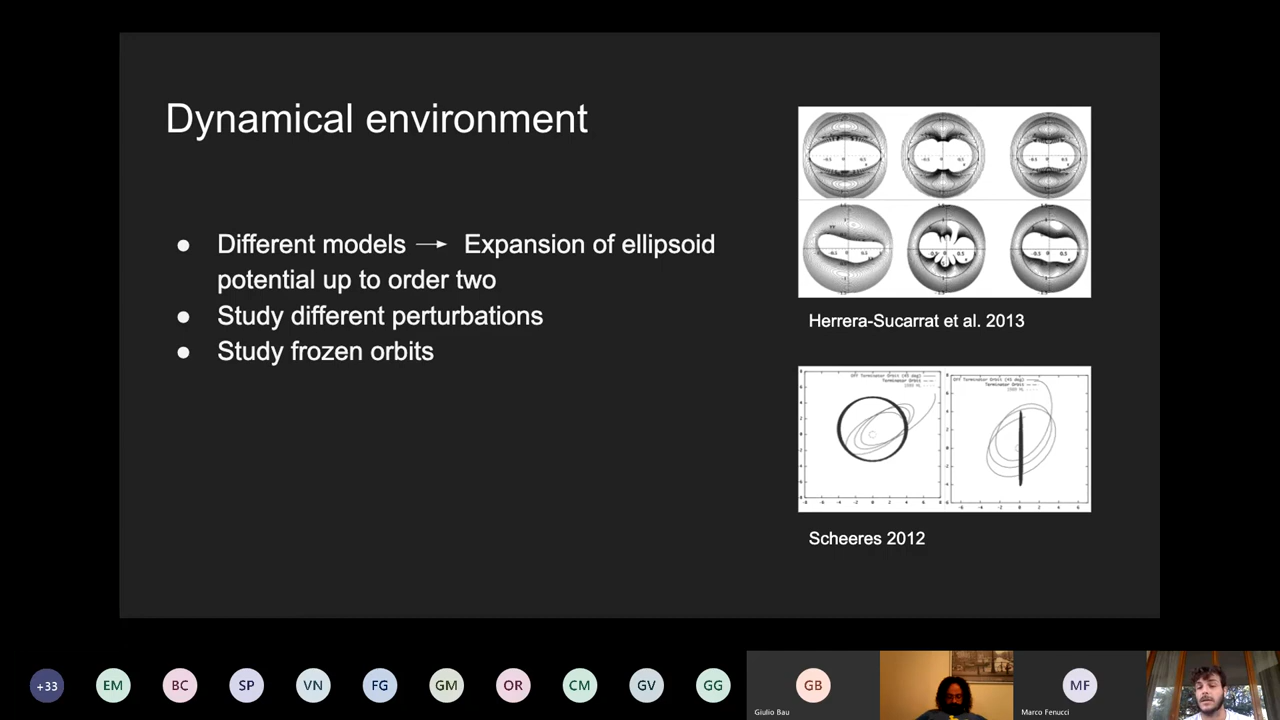 Dynamical environment
● Different models → Expansion of ellipsoid
potential up to order two
● Study different perturbations
● Study frozen orbits
Herrera-Sucarrat et al. 2013
Scheeres 2012
+33
EM
BC
SP
VN
FG
GM
OR
CM
GV
GG
GB
Giulio Bau
MF
Marco Fenucci